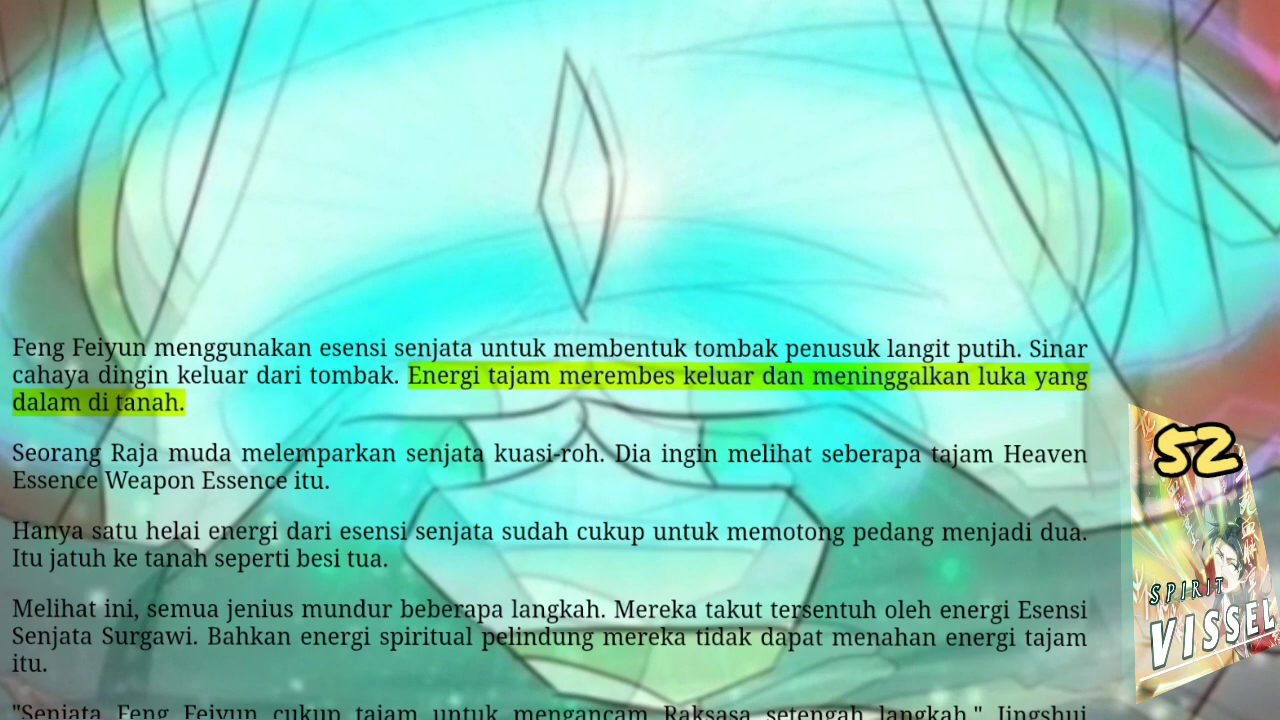 Feng Feiyun menggunakan esensi senjata untuk membentuk tombak penusuk langit putih. Sinar
cahaya dingin keluar dari tombak. Energi tajam merembes keluar dan meninggalkan luka yang
dalam di tanah.
Seorang Raja muda melemparkan senjata kuasi-roh. Dia ingin melihat seberapa tajam Heaven
Essence Weapon Essence itu.
Hanya satu helai energi dari esensi senjata sudah cukup untuk memotong pedang menjadi dua.
Itu jatuh ke tanah seperti besi tua.
Melihat ini, semua jenius mundur beberapa langkah. Mereka takut tersentuh oleh energi Esensi
Senjata Surgawi. Bahkan energi spiritual pelindung mereka tidak dapat menahan energi tajam
itu.
"Senjata Feng Feiyun cukup tajam untuk mengancam Raksasa setengah langkah." Jingshui
S2
SPIRIT
VISSEL